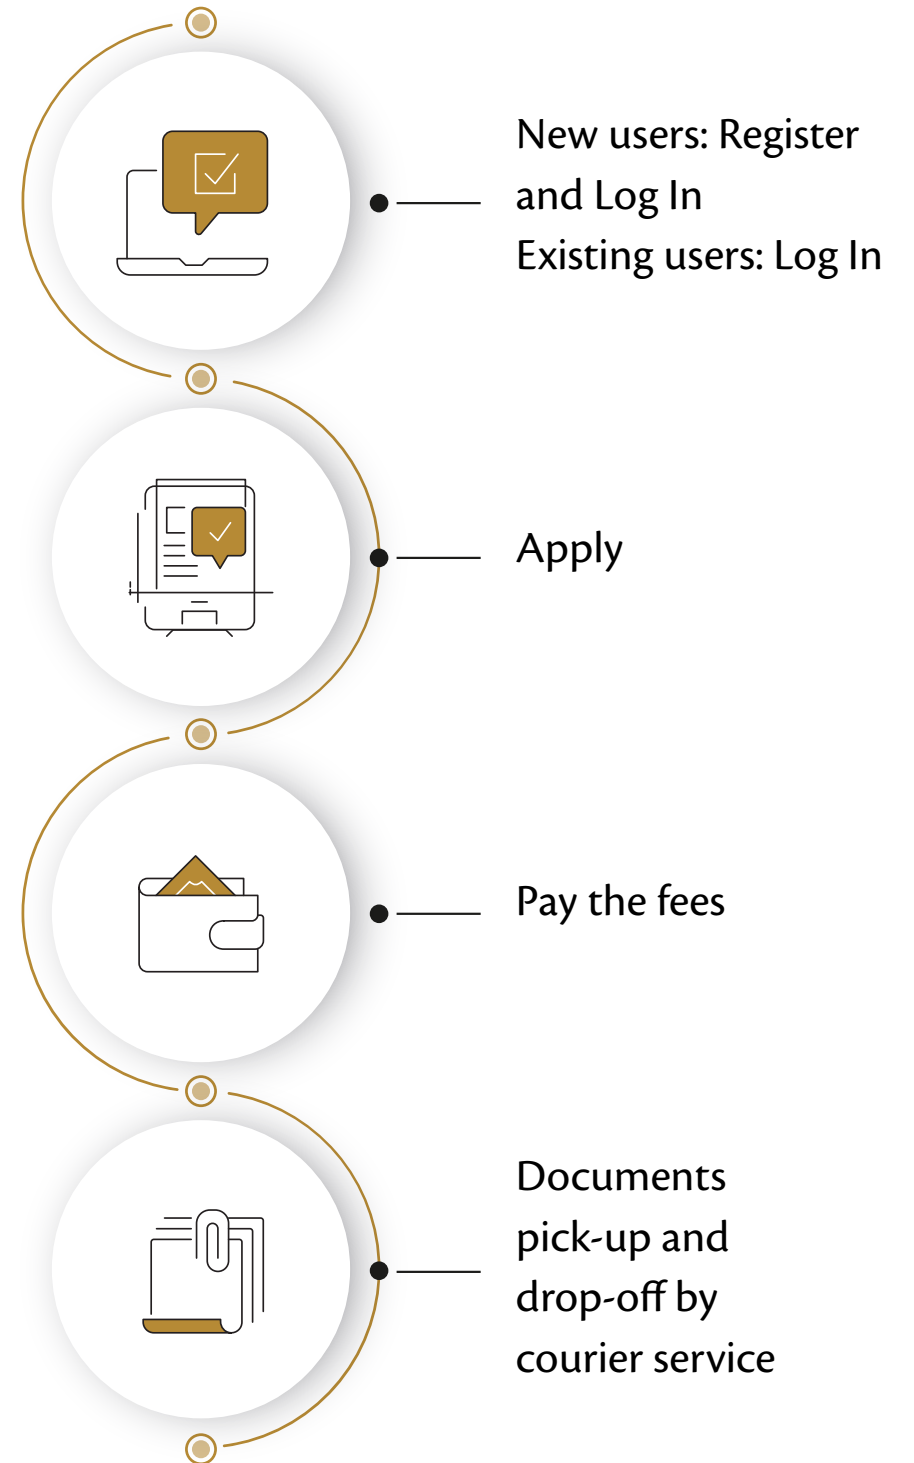 New users: Register
and Log In
Existing users: Log In
Apply
Pay the fees
Documents
pick-up and
drop-off by
courier service